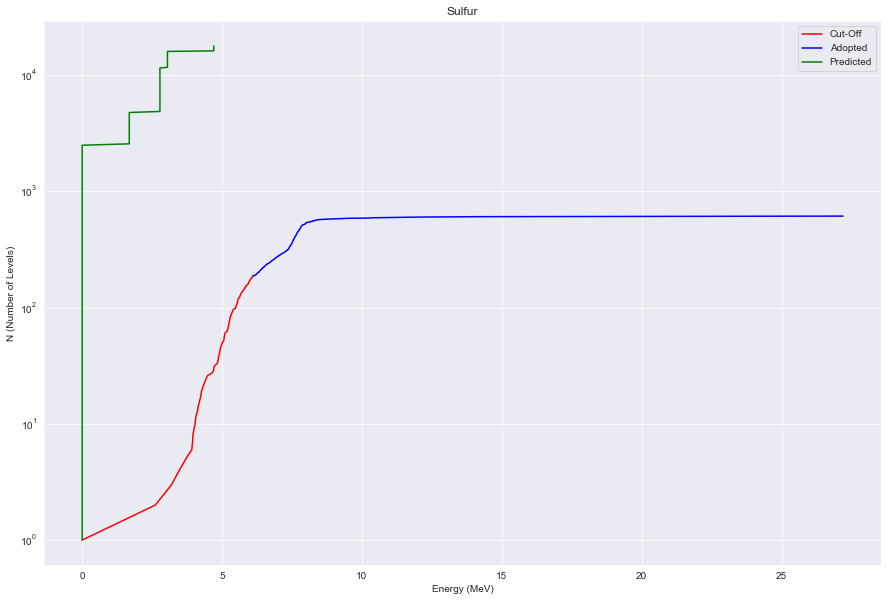 Sulfur
Cut-Off
Adopted
Predicted
10^4
10^3
10^2
10^1
10^0
N (Number of Levels)
0 5 10 15 20 25
Energy (MeV)